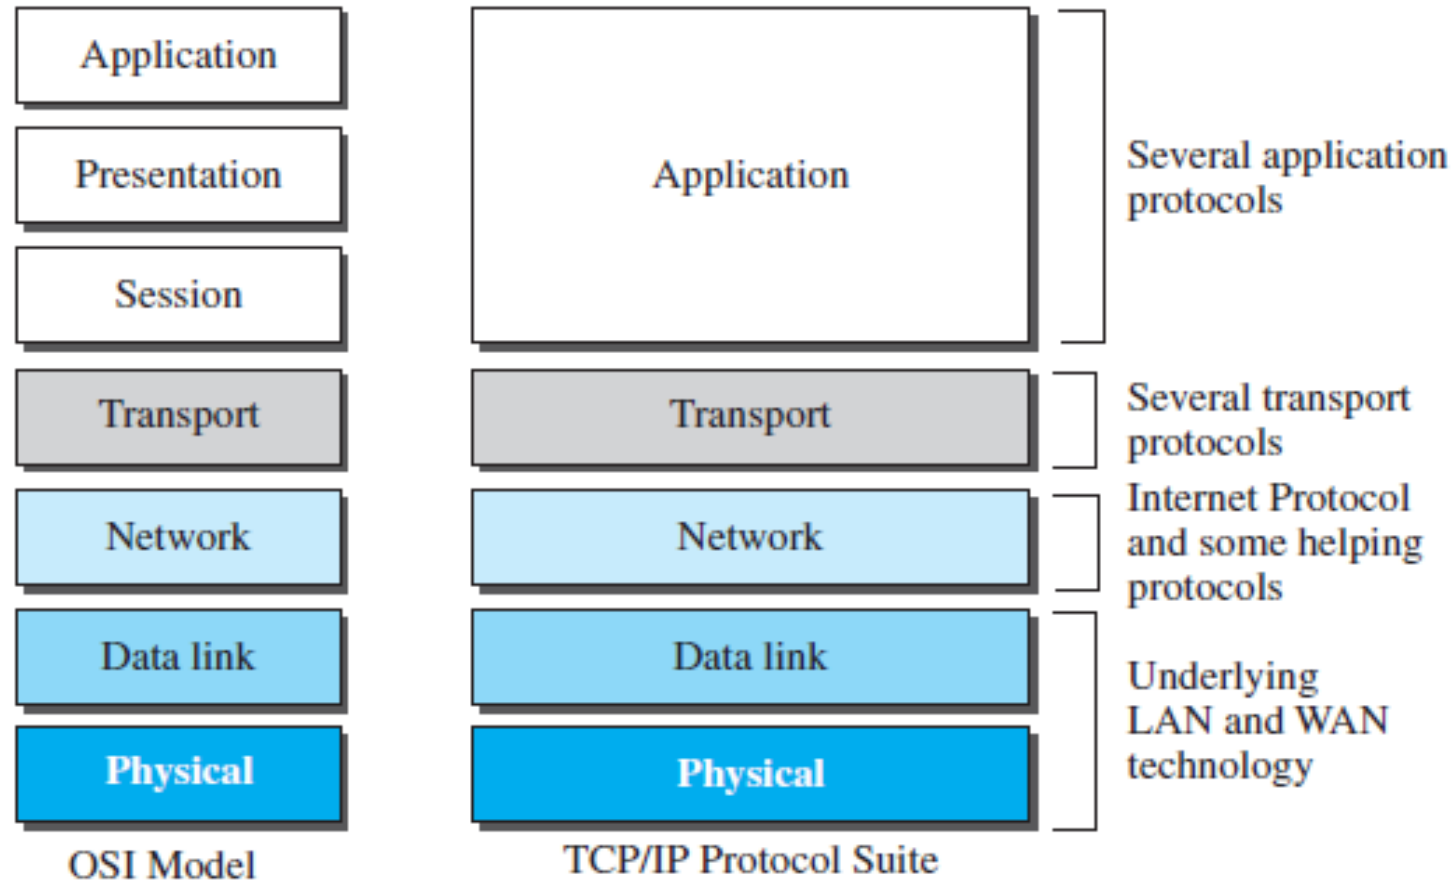 Application
Presentation
Session
Transport
Network
Data link
Physical
OSI Model
Application
Transport
Network
Data link
Physical
TCP/IP Protocol Suite
Several application
protocols
Several transport
protocols
Internet Protocol
and some helping
protocols
Underlying
LAN and WAN
technology